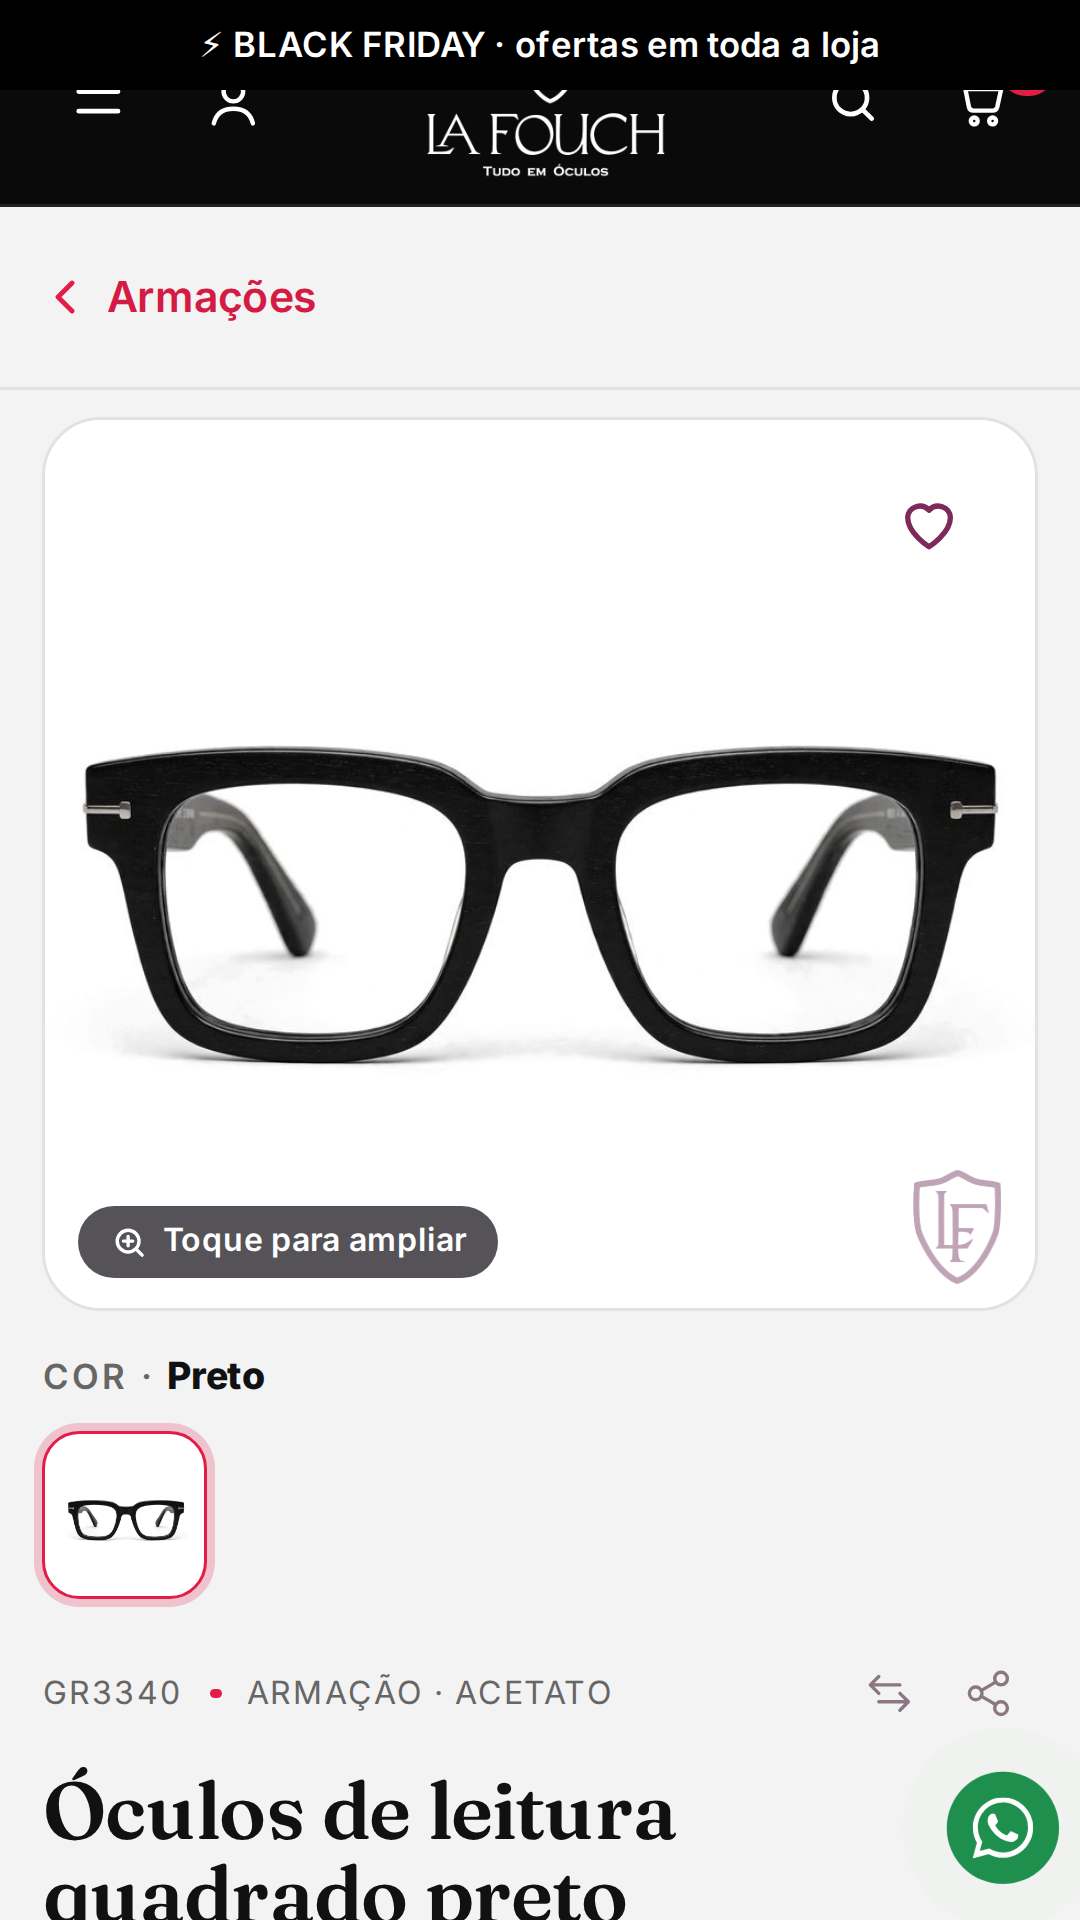 ⚡ BLACK FRIDAY · ofertas em toda a loja
LA FOUCH
Tudo em Óculos
Armações
Toque para ampliar
LF
COR · Preto
GR3340 • ARMAÇÃO · ACETATO
Óculos de leitura
quadrado preto